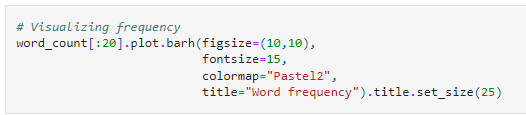 # Visualizing frequency
word_count[:20].plot.barh(figsize=(10,10),
fontsize=15,
colormap="Pastel2",
title="Word frequency").title.set_size(25)